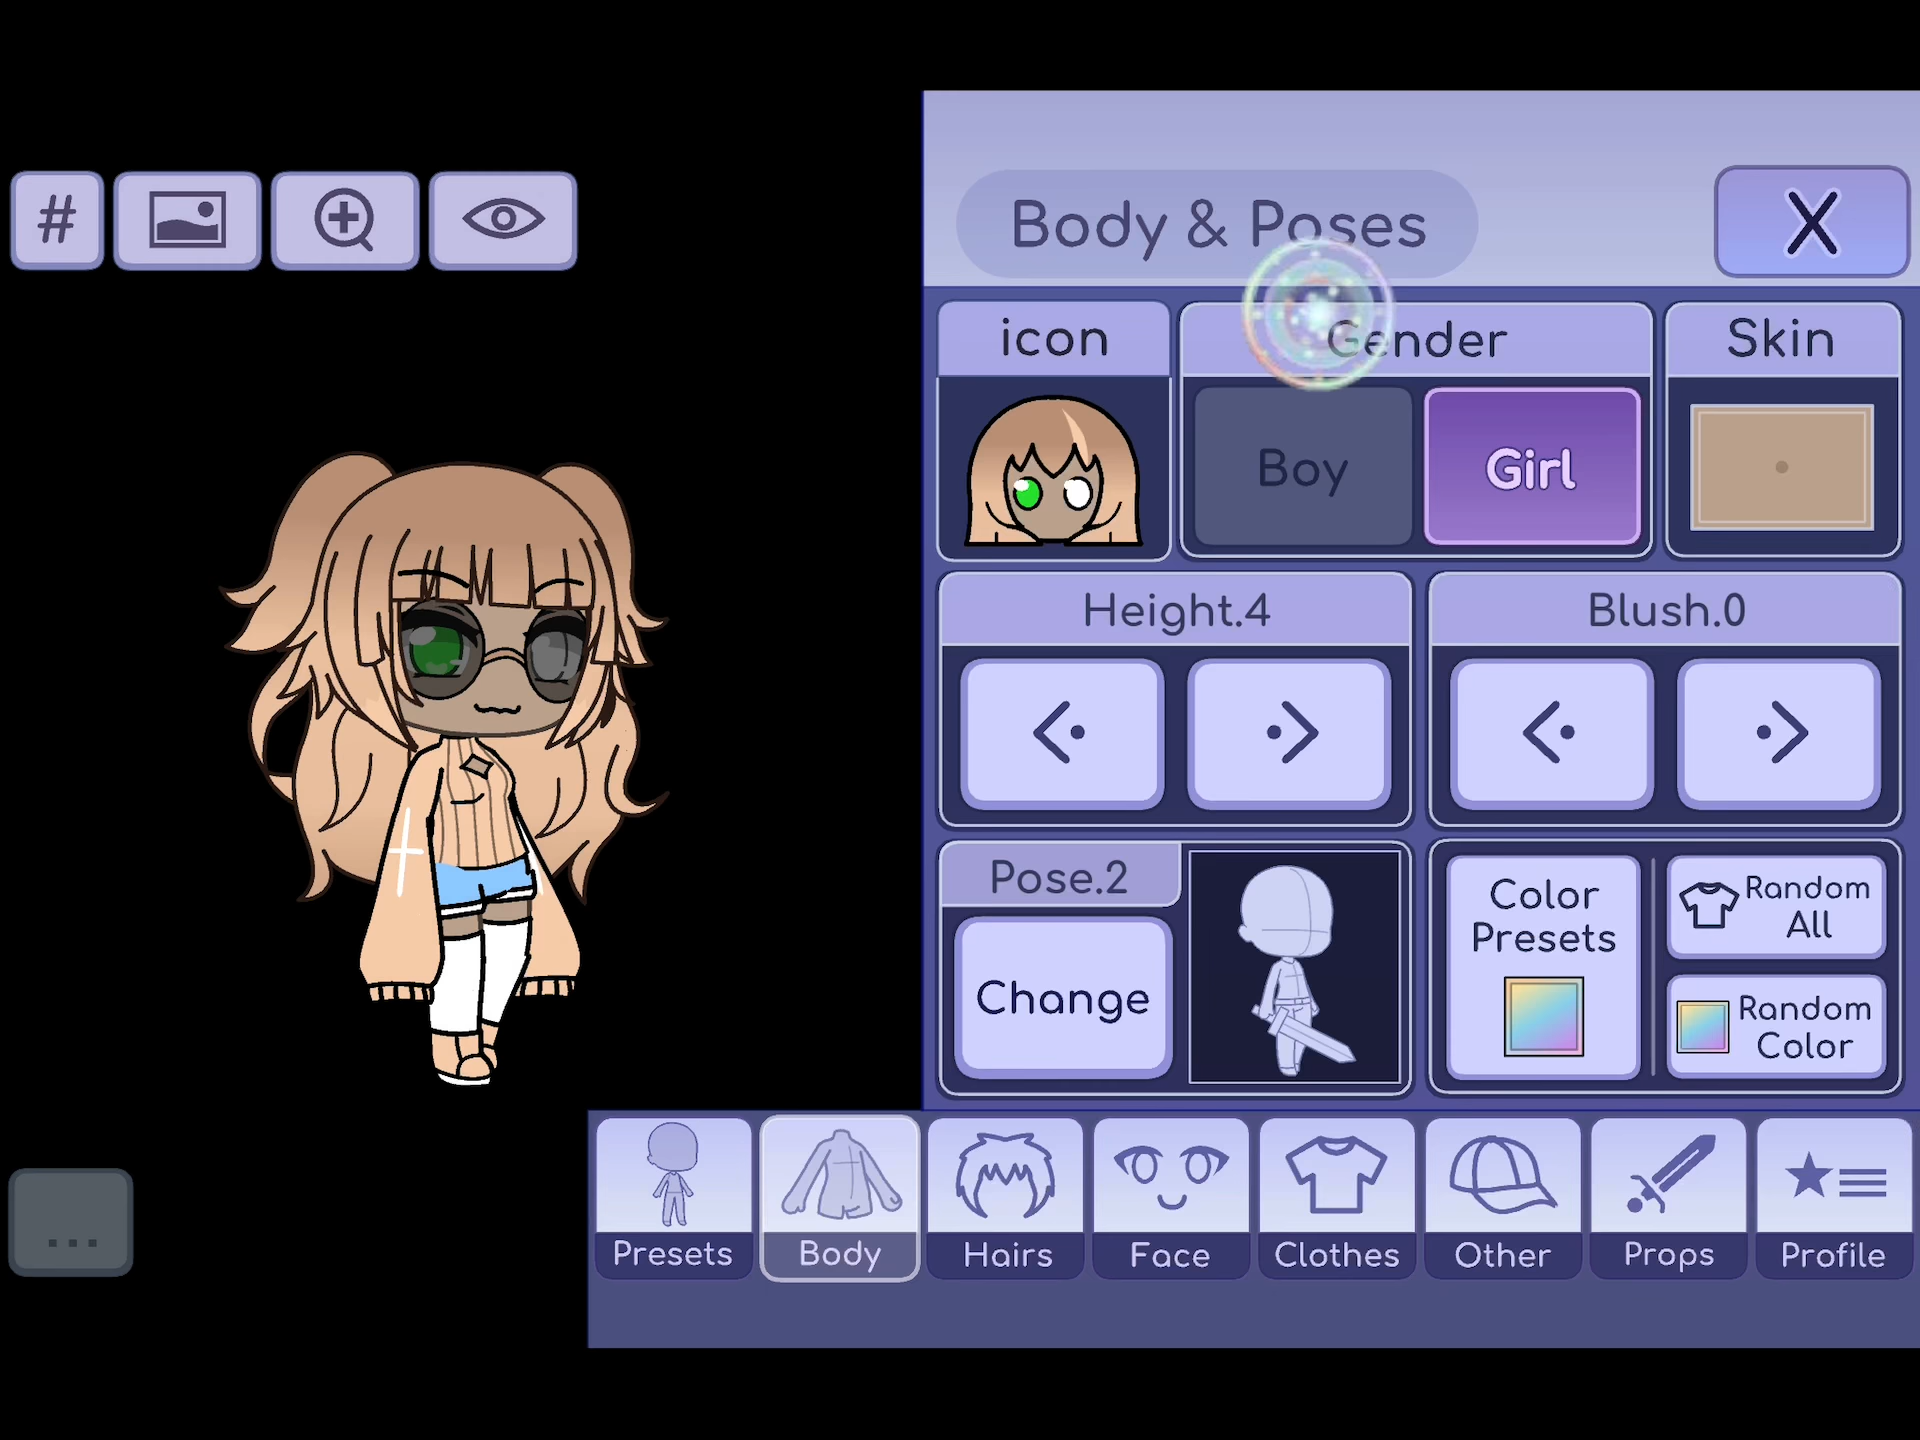 #
Body & Poses
X
icon
Gender
Skin
Boy
Girl
Height.4
Blush.0
Pose.2
Change
Color
Presets
Random
All
Random
Color
...
Presets
Body
Hairs
Face
Clothes
Other
Props
Profile